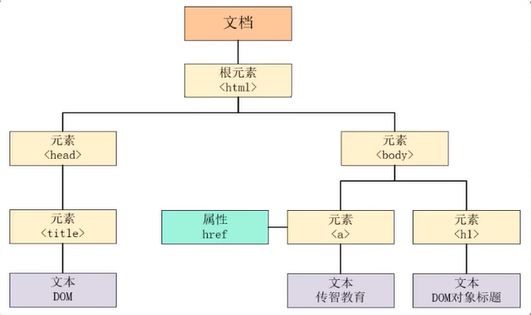 文档
根元素
<html>
元素
<head>
元素
<body>
元素
<title>
属性
href
元素
<a>
元素
<h1>
文本
DOM
文本
传智教育
文本
DOM对象标题